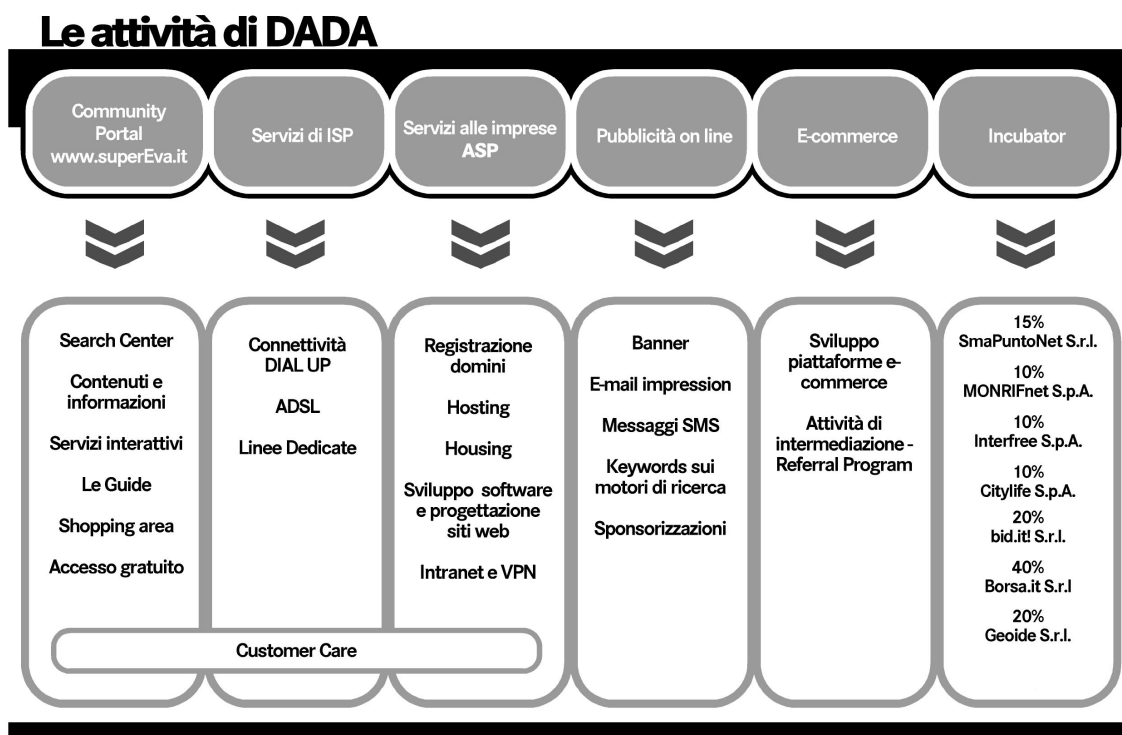 Le attività di DADA
Community
Portal
www.superEva.it
Servizi di ISP
Servizi alle imprese
ASP
Pubblicità on line
E-commerce
Incubator
Search Center
Contenuti e
informazioni
Servizi interattivi
Le Guide
Shopping area
Accesso gratuito
Connettività
DIAL UP
ADSL
Linee Dedicate
Registrazione
domini
Hosting
Housing
Sviluppo software
e progettazione
siti web
Intranet e VPN
Customer Care
Banner
E-mail impression
Messaggi SMS
Keywords sui
motori di ricerca
Sponsorizzazioni
Sviluppo
piattaforme e-
commerce
Attività di
intermediazione -
Referral Program
15%
SmaPuntoNet S.r.l.
10%
MONRIFnet S.p.A.
10%
Interfree S.p.A.
10%
Citylife S.p.A.
20%
bid.it! S.r.l.
40%
Borsa.it S.r.l
20%
Geoide S.r.l.